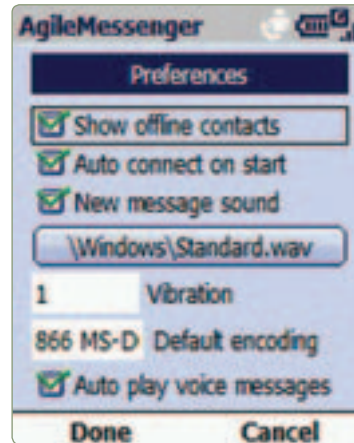 AgileMessenger
Preferences
Show offline contacts
Auto connect on start
New message sound
\Windows\Standard.wav
1 Vibration
866 MS-D Default encoding
Auto play voice messages
Done Cancel